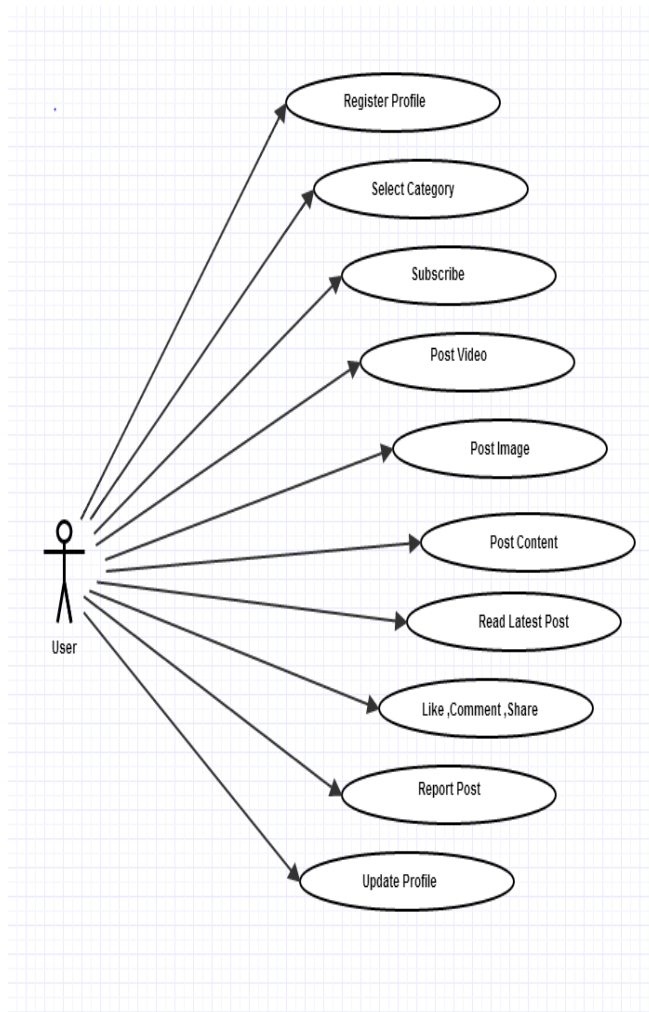 Register Profile
Select Category
Subscribe
Post Video
Post Image
Post Content
Read Latest Post
Like ,Comment ,Share
Report Post
Update Profile
User